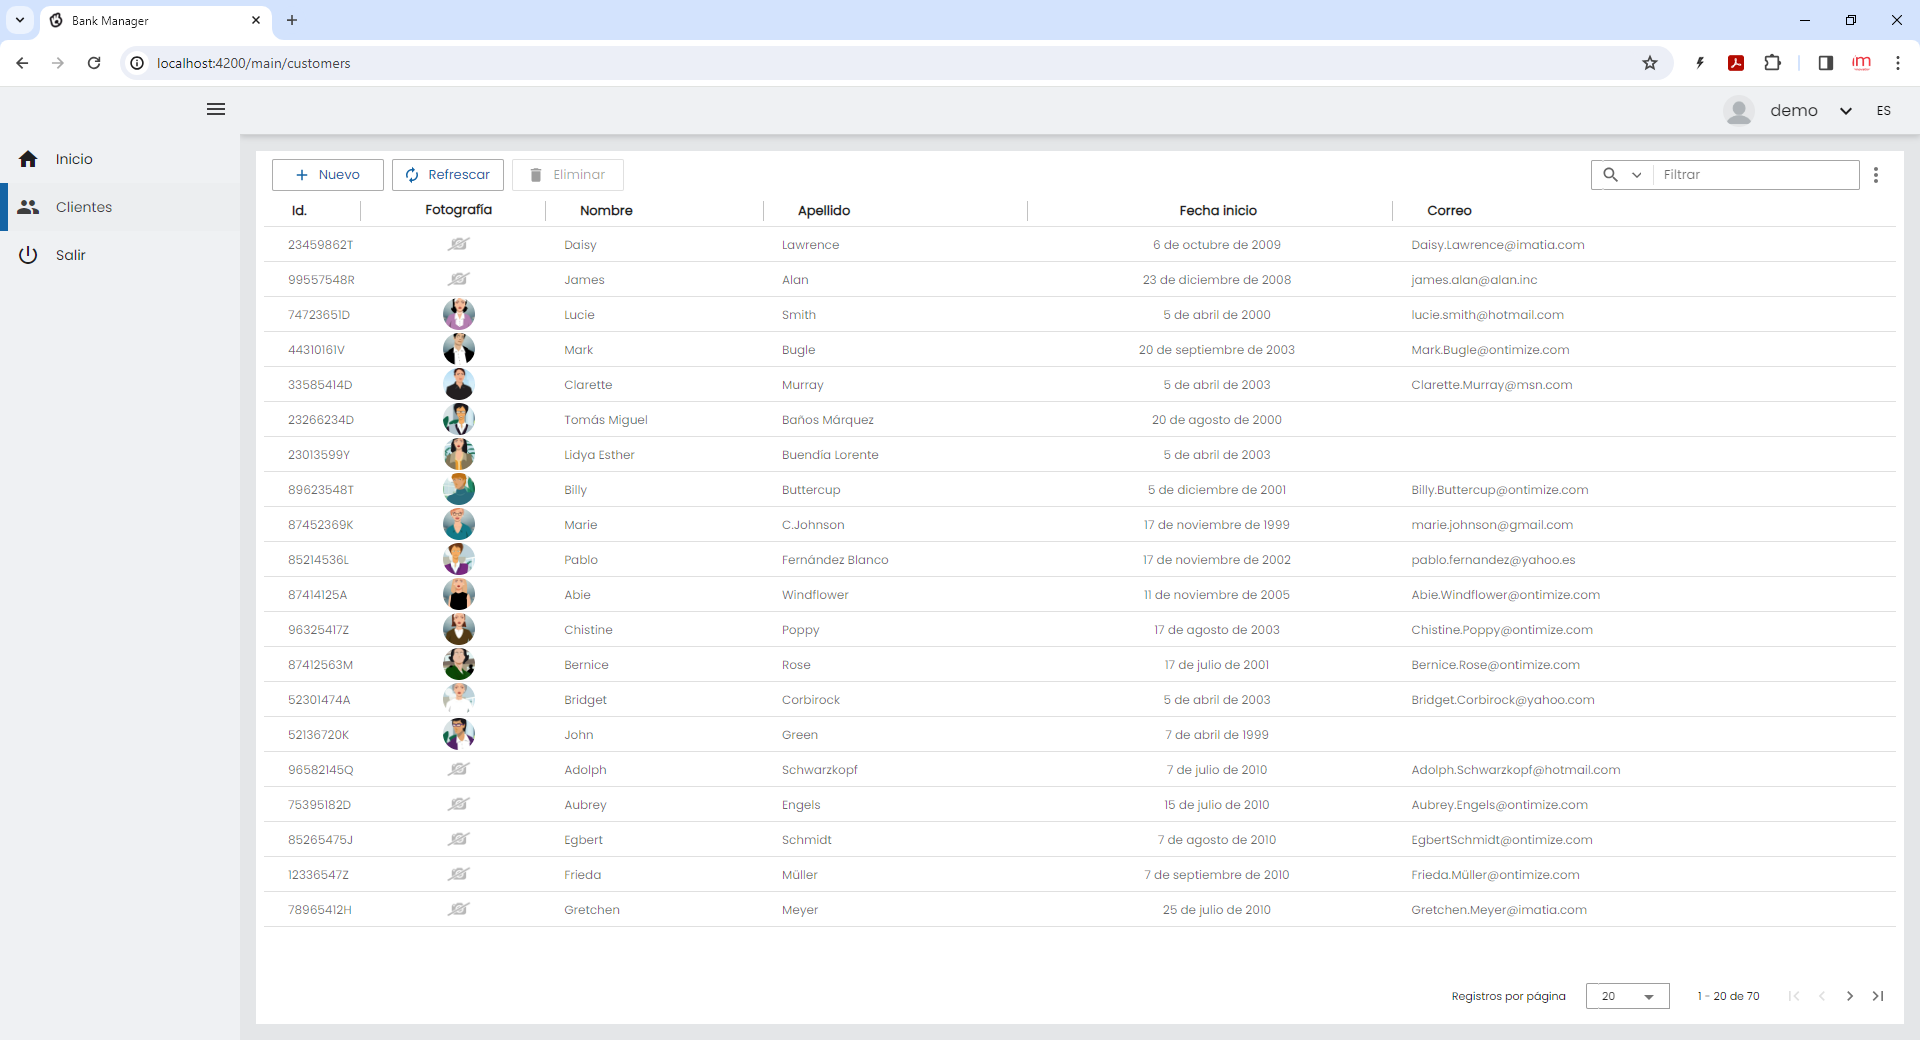 Bank Manager
localhost:4200/main/customers
demo ES
Inicio
Clientes
Salir
Nuevo Refrescar Eliminar Filtrar
Id. Fotografía Nombre Apellido Fecha inicio Correo
23459862T Daisy Lawrence 6 de octubre de 2009 Daisy.Lawrence@imatia.com
99557548R James Alan 23 de diciembre de 2008 james.alan@alan.inc
74723651D Lucie Smith 5 de abril de 2000 lucie.smith@hotmail.com
44310161V Mark Bugle 20 de septiembre de 2003 Mark.Bugle@ontimize.com
33585414D Clarette Murray 5 de abril de 2003 Clarette.Murray@msn.com
23266234D Tomás Miguel Baños Márquez 20 de agosto de 2000
23013599Y Lidya Esther Buendía Lorente 5 de abril de 2003
89623548T Billy Buttercup 5 de diciembre de 2001 Billy.Buttercup@ontimize.com
87452369K Marie C.Johnson 17 de noviembre de 1999 marie.johnson@gmail.com
85214536L Pablo Fernández Blanco 17 de noviembre de 2002 pablo.fernandez@yahoo.es
87414125A Abie Windflower 11 de noviembre de 2005 Abie.Windflower@ontimize.com
96325417Z Chistine Poppy 17 de agosto de 2003 Chistine.Poppy@ontimize.com
87412563M Bernice Rose 17 de julio de 2001 Bernice.Rose@ontimize.com
52301474A Bridget Corbirock 5 de abril de 2003 Bridget.Corbirock@yahoo.com
52136720K John Green 7 de abril de 1999
96582145Q Adolph Schwarzkopf 7 de julio de 2010 Adolph.Schwarzkopf@hotmail.com
75395182D Aubrey Engels 15 de julio de 2010 Aubrey.Engels@ontimize.com
85265475J Egbert Schmidt 7 de agosto de 2010 EgbertSchmidt@ontimize.com
12336547Z Frieda Müller 7 de septiembre de 2010 Frieda.Müller@ontimize.com
78965412H Gretchen Meyer 25 de julio de 2010 Gretchen.Meyer@imatia.com
Registros por página 20 1 - 20 de 70